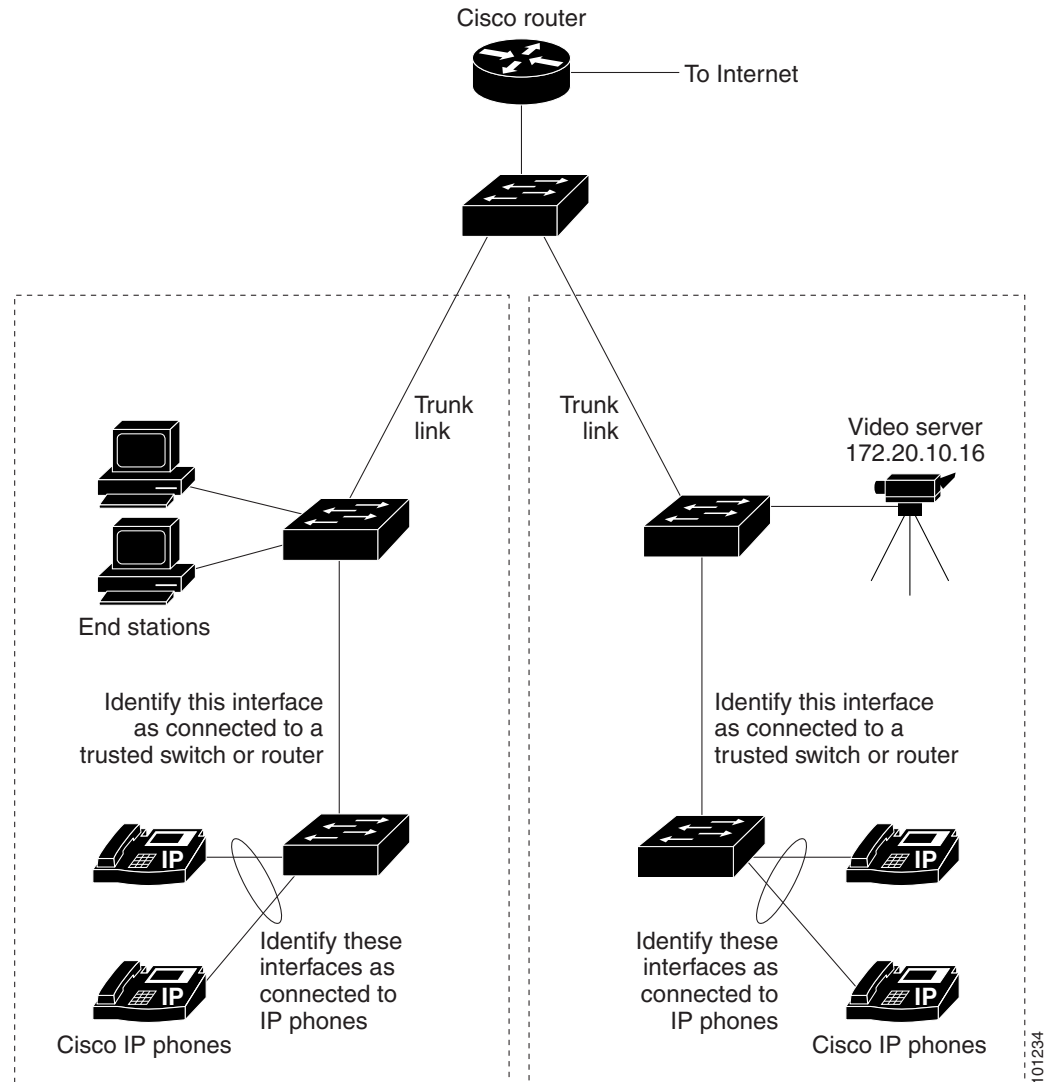 Cisco router
To Internet
Trunk
link
Trunk
link
Video server
172.20.10.16
End stations
Identify this interface
as connected to a
trusted switch or router
Identify this interface
as connected to a
trusted switch or router
IP
IP
Identify these
interfaces as
connected to
IP phones
Identify these
interfaces as
connected to
IP phones
IP
IP
Cisco IP phones
Cisco IP phones
101234